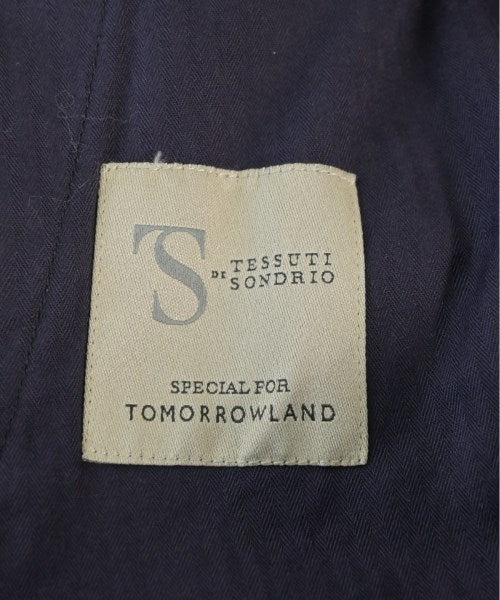 TS
TESSUTI
DI SONDRIO
SPECIAL FOR
TOMORROWLAND